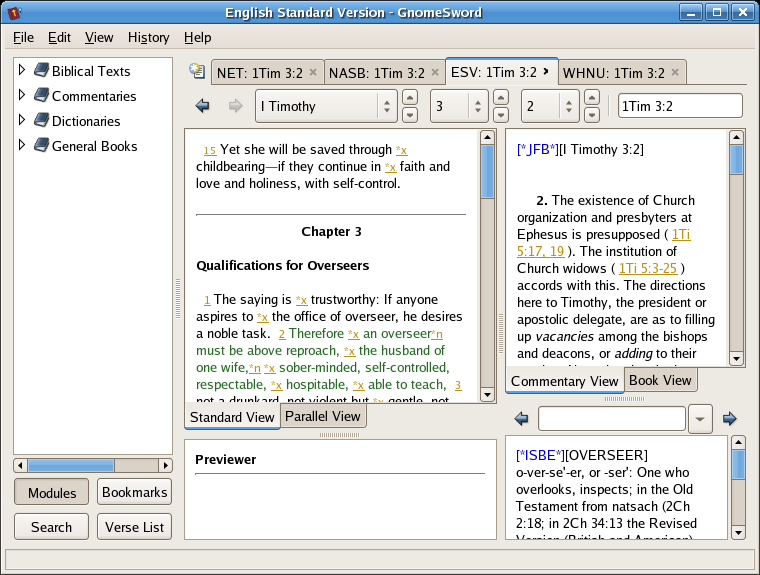 English Standard Version - GnomeSword
File Edit View History Help
Biblical Texts
Commentaries
Dictionaries
General Books
Modules Bookmarks
Search Verse List
NET: 1Tim 3:2 NASB: 1Tim 3:2 ESV: 1Tim 3:2 WHNU: 1Tim 3:2
I Timothy 3 2 1Tim 3:2
15 Yet she will be saved through *x
childbearing—if they continue in *x faith and
love and holiness, with self-control.
Chapter 3
Qualifications for Overseers
1 The saying is *x trustworthy: If anyone
aspires to *x the office of overseer, he desires
a noble task. 2 Therefore *x an overseer*n
must be above reproach, *x the husband of
one wife,*n *x sober-minded, self-controlled,
respectable, *x hospitable, *x able to teach, 3
not a drunkard, not violent but *x gentle, not
Standard View Parallel View
Previewer
[*JFB*][I Timothy 3:2]
2. The existence of Church
organization and presbyters at
Ephesus is presupposed ( 1Ti
5:17, 19 ). The institution of
Church widows ( 1Ti 5:3-25 )
accords with this. The directions
here to Timothy, the president or
apostolic delegate, are as to filling
up vacancies among the bishops
and deacons, or adding to their
Commentary View Book View
[*ISBE*][OVERSEER]
o-ver-se'-er, or -ser': One who
overlooks, inspects; in the Old
Testament from natsach (2Ch
2:18; in 2Ch 34:13 the Revised
Version (British and American)